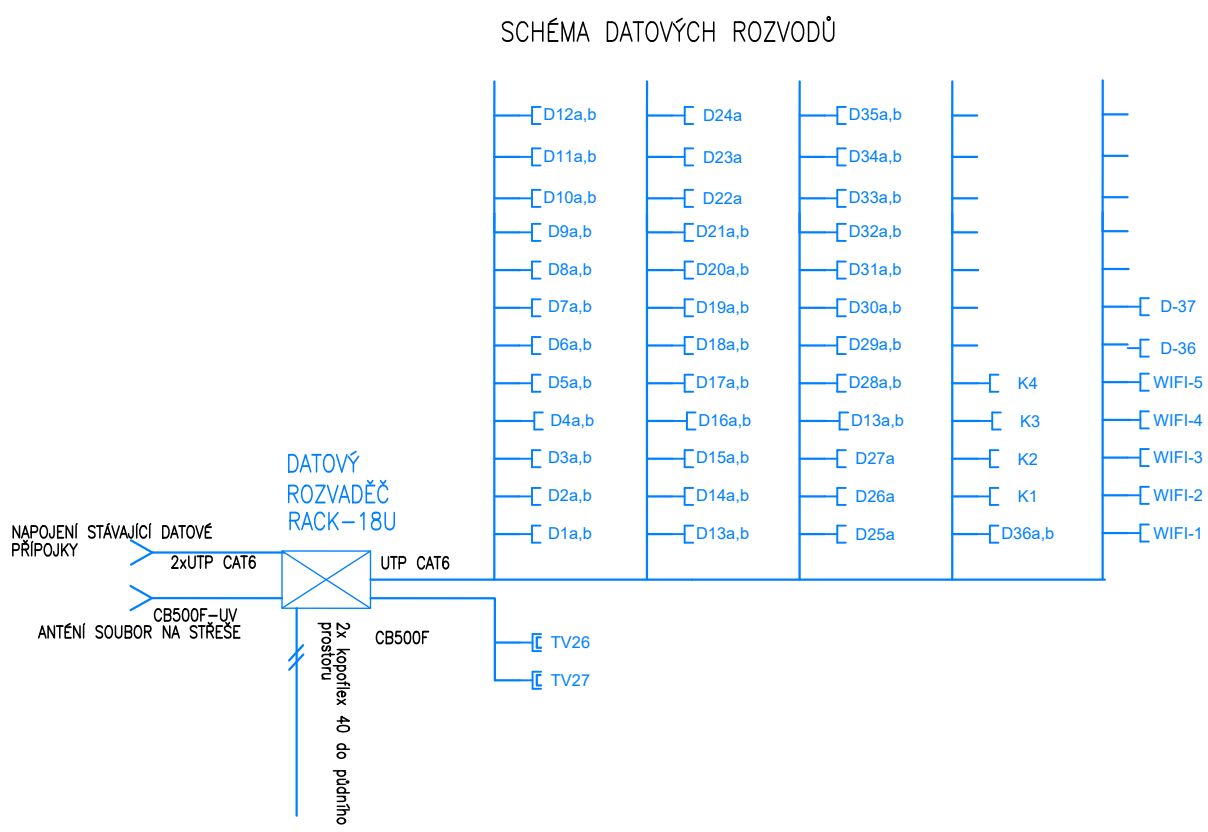 SCHÉMA DATOVÝCH ROZVODŮ
D12a,b
D11a,b
D10a,b
D9a,b
D8a,b
D7a,b
D6a,b
D5a,b
D4a,b
D3a,b
D2a,b
D1a,b
D24a
D23a
D22a
D21a,b
D20a,b
D19a,b
D18a,b
D17a,b
D16a,b
D15a,b
D14a,b
D13a,b
D35a,b
D34a,b
D33a,b
D32a,b
D31a,b
D30a,b
D29a,b
D28a,b
D13a,b
D27a
D26a
D25a
K4
K3
K2
K1
D36a,b
D-37
D-36
WIFI-5
WIFI-4
WIFI-3
WIFI-2
WIFI-1
DATOVÝ
ROZVADĚČ
RACK-18U
NAPOJENÍ STÁVAJÍCÍ DATOVÉ
PŘÍPOJKY
2xUTP CAT6
UTP CAT6
CB500F-UV
ANTÉNÍ SOUBOR NA STŘEŠE
CB500F
2x kopoflex 40 do půdního
prostoru
TV26
TV27